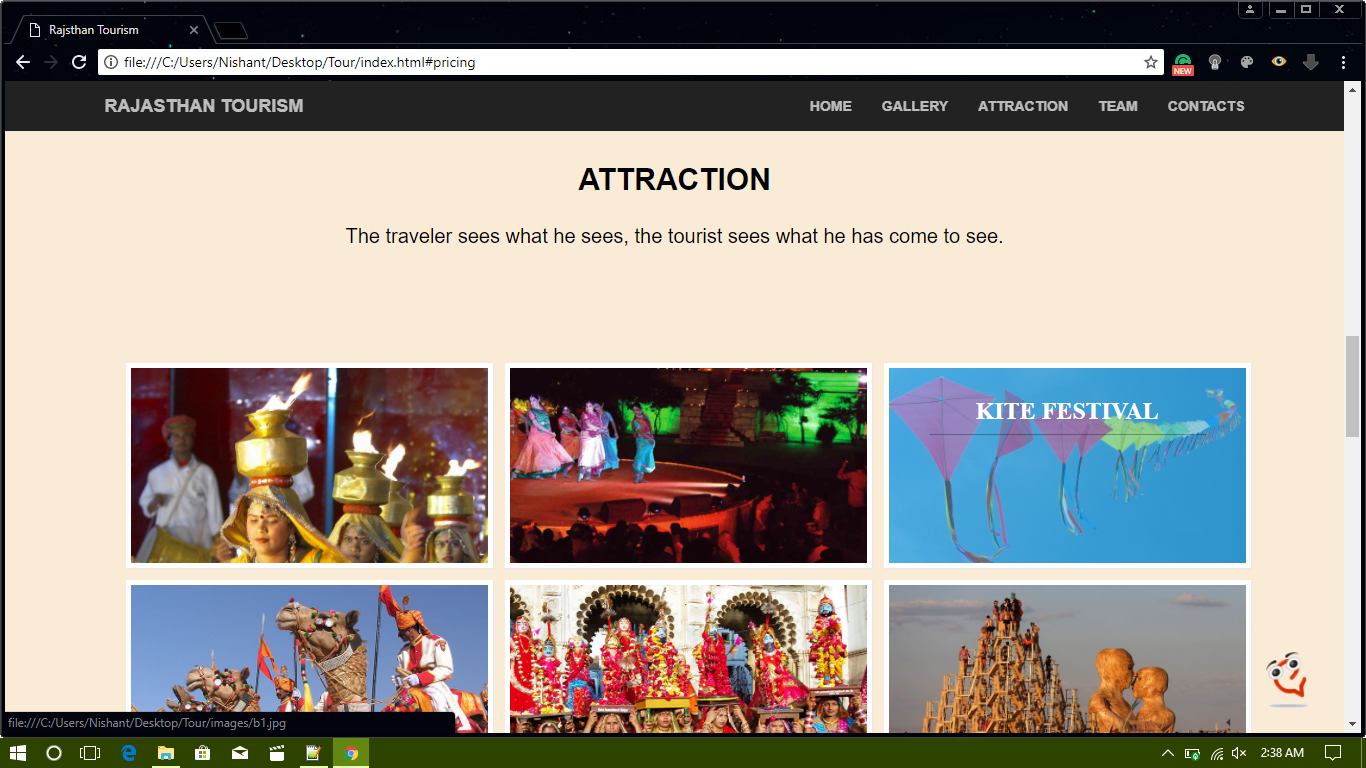 Rajsthan Tourism
file:///C:/Users/Nishant/Desktop/Tour/index.html#pricing
NEW
RAJASTHAN TOURISM
HOME
GALLERY
ATTRACTION
TEAM
CONTACTS
ATTRACTION
The traveler sees what he sees, the tourist sees what he has come to see.
KITE FESTIVAL
file:///C:/Users/Nishant/Desktop/Tour/images/b1.jpg
2:38 AM